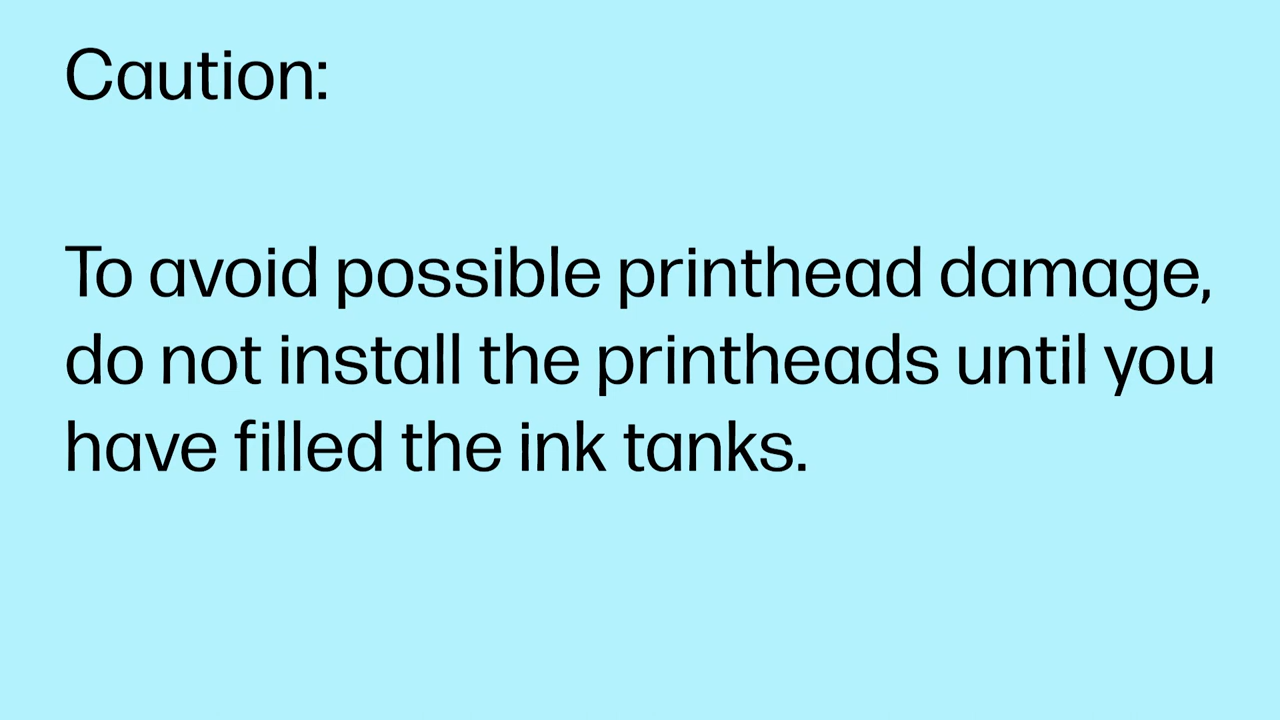 Caution:
To avoid possible printhead damage,
do not install the printheads until you
have filled the ink tanks.